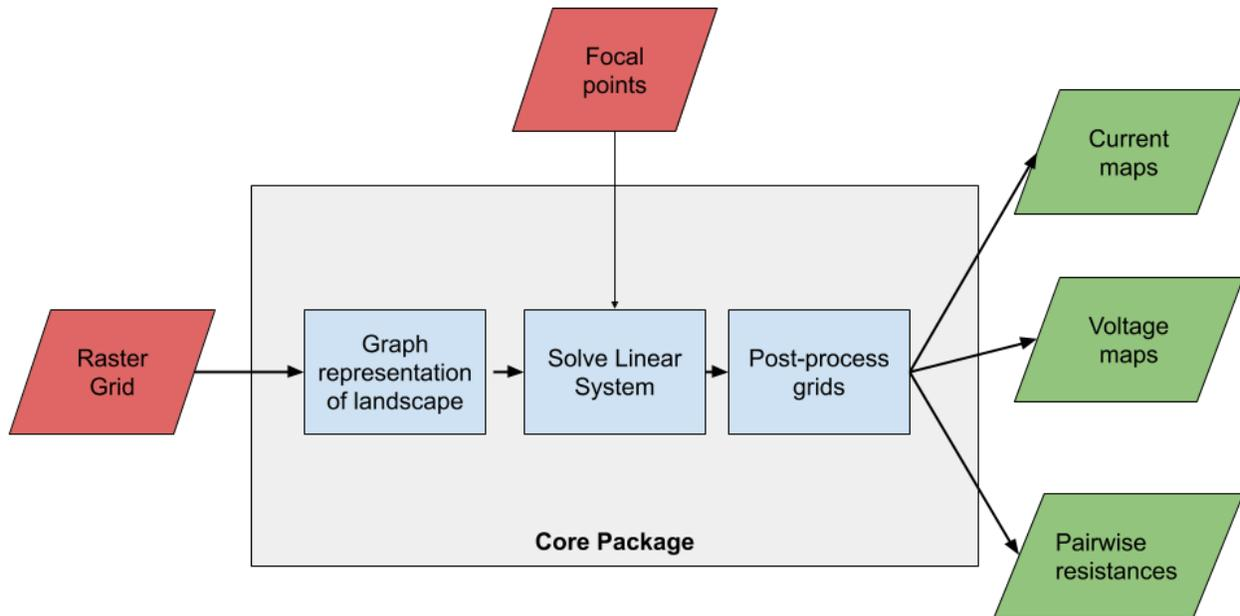 Focal
points
Current
maps
Raster
Grid
Graph
representation
of landscape
Solve Linear
System
Post-process
grids
Voltage
maps
Core Package
Pairwise
resistances